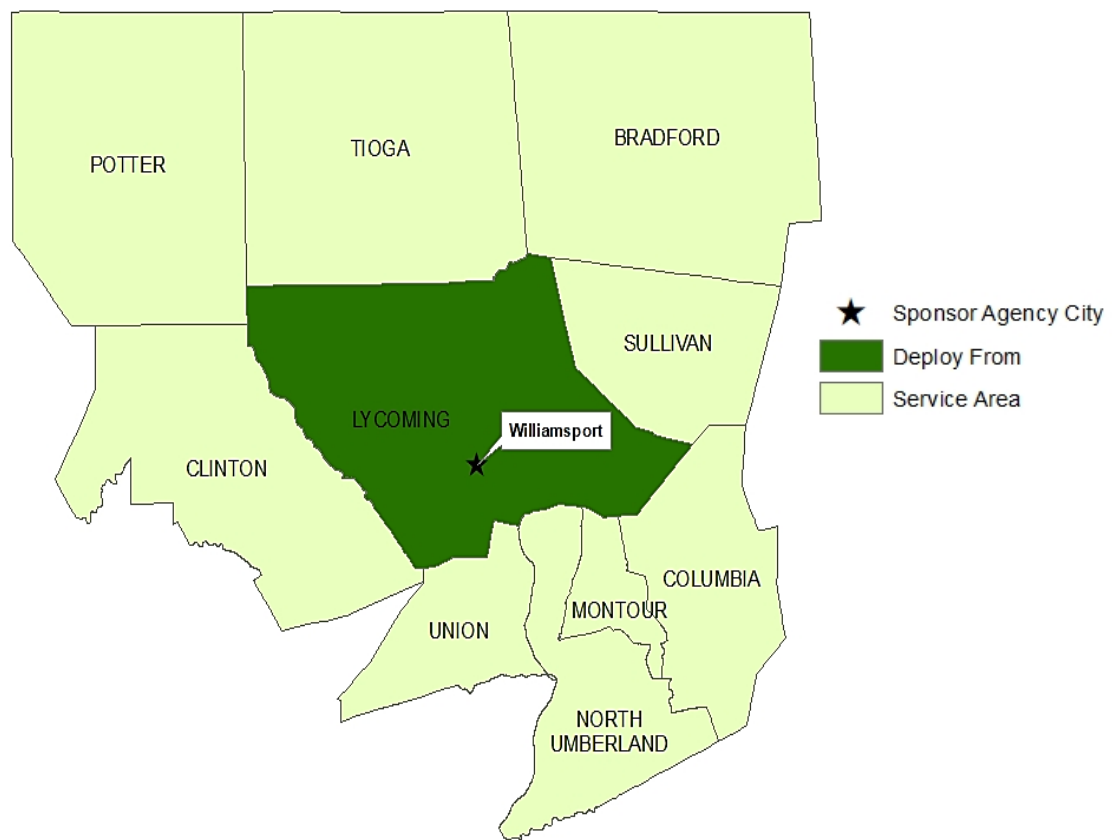 POTTER
TIOGA
BRADFORD
SULLIVAN
LYCOMING
Williamsport
CLINTON
COLUMBIA
MONTOUR
UNION
NORTH
UMBERLAND
Sponsor Agency City
Deploy From
Service Area